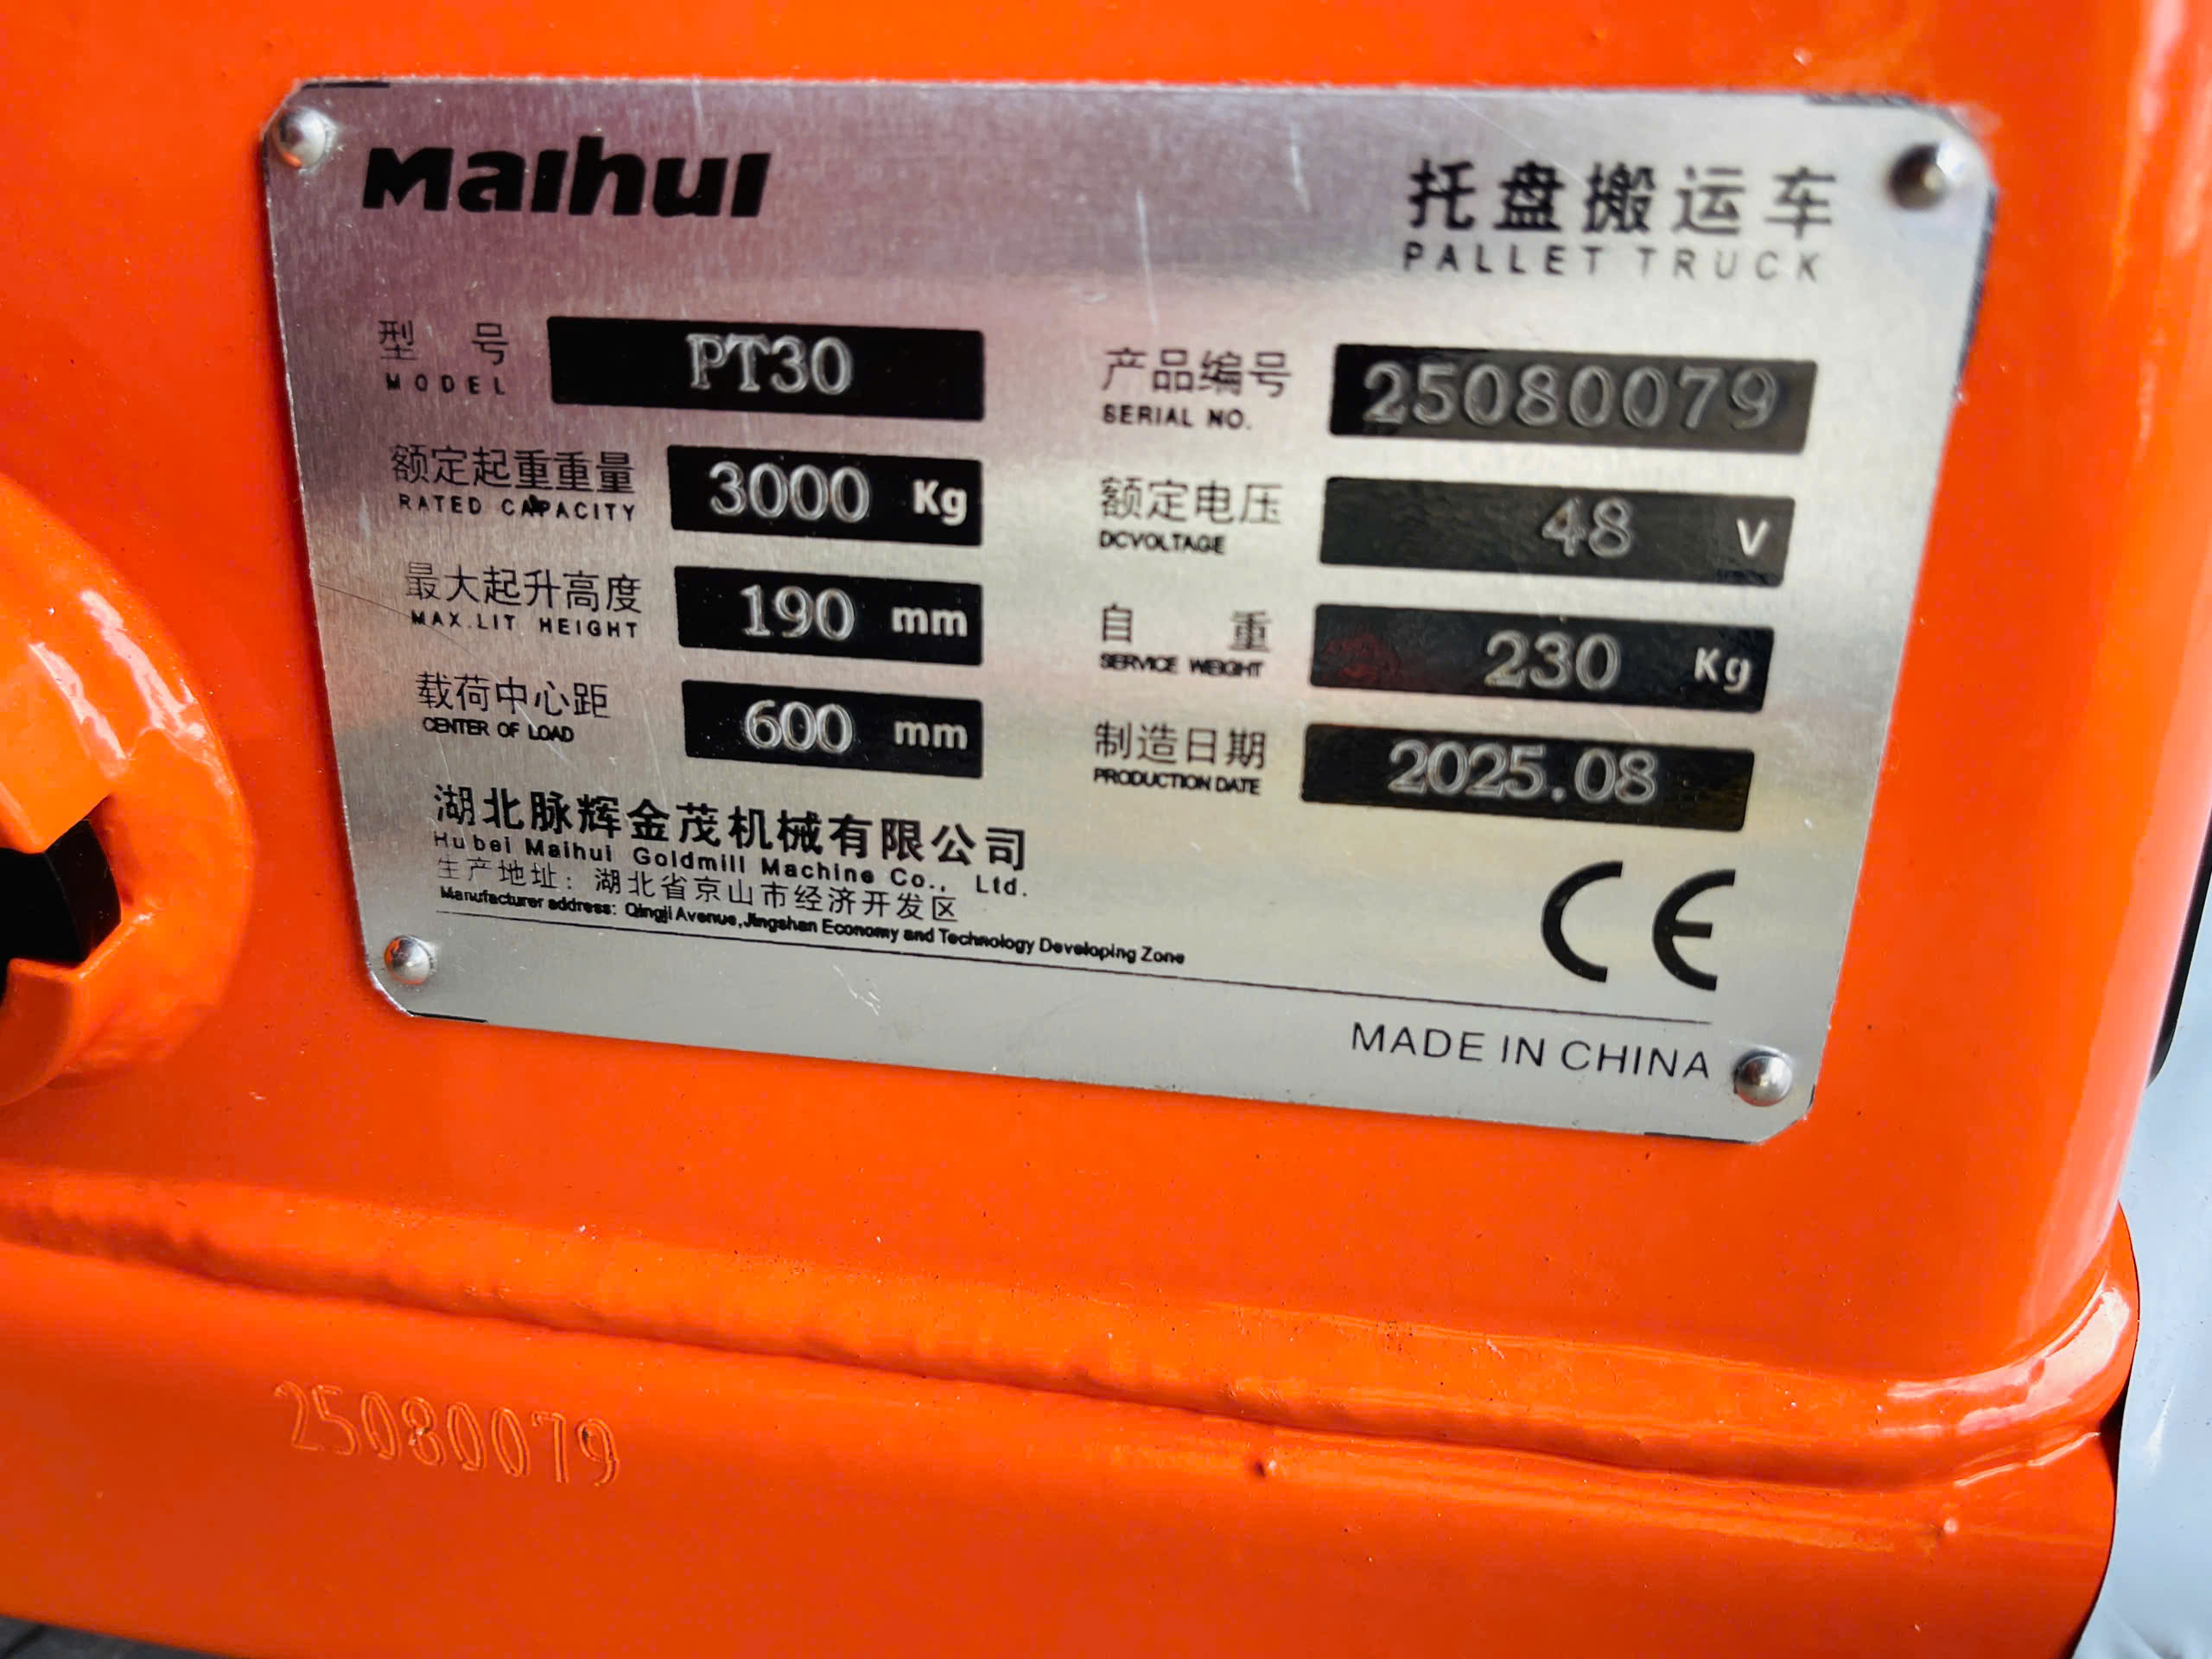 Maihui
托盘搬运车
PALLET TRUCK
型号 PT30
MODEL
额定起重重量 3000 Kg
RATED CAPACITY
最大起升高度 190 mm
MAX.LIT HEIGHT
载荷中心距 600 mm
CENTER OF LOAD
产品编号 25080079
SERIAL NO.
额定电压 48 V
DCVOLTAGE
自重 230 Kg
SERVICE WEIGHT
制造日期 2025.08
PRODUCTION DATE
湖北脉辉金茂机械有限公司
Hubei Maihui Goldmill Machine Co., Ltd.
生产地址：湖北省京山市经济开发区
Manufacturer address: Qingji Avenue,Jingshan Economy and Technology Developing Zone
CE
MADE IN CHINA
25080079